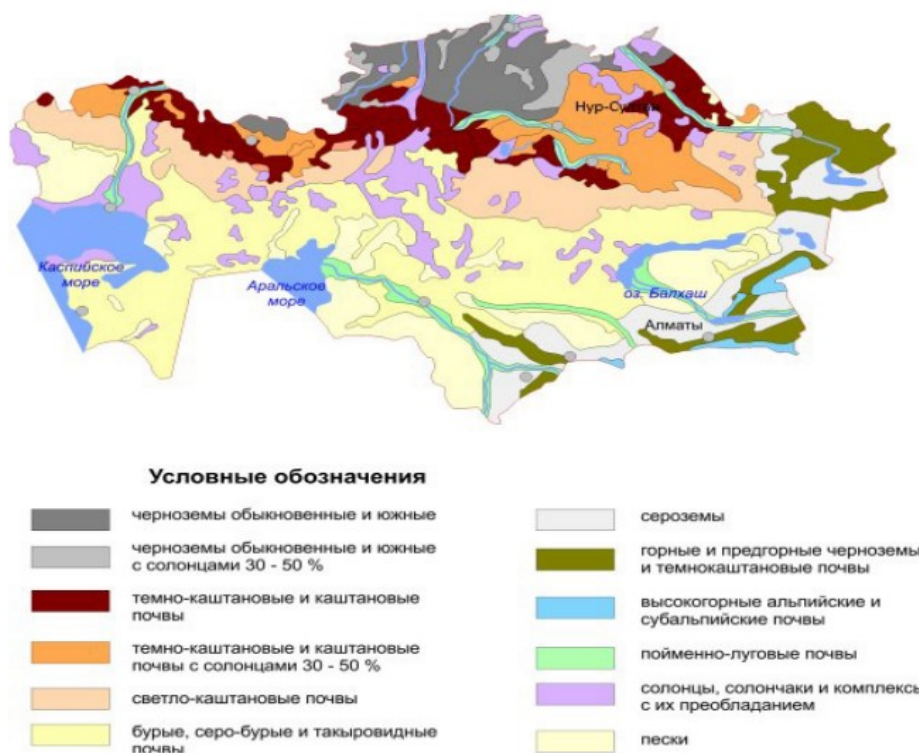 Нур-Султан
Каспийское
море
Аральское
море
оз. Балхаш
Алматы
Условные обозначения
черноземы обыкновенные и южные
черноземы обыкновенные и южные
с солонцами 30 - 50 %
темно-каштановые и каштановые
почвы
темно-каштановые и каштановые
почвы с солонцами 30 - 50 %
светло-каштановые почвы
бурые, серо-бурые и такыровидные
почвы
сероземы
горные и предгорные черноземы
и темнокаштановые почвы
высокогорные альпийские и
субальпийские почвы
пойменно-луговые почвы
солонцы, солончаки и комплексы
с их преобладанием
пески